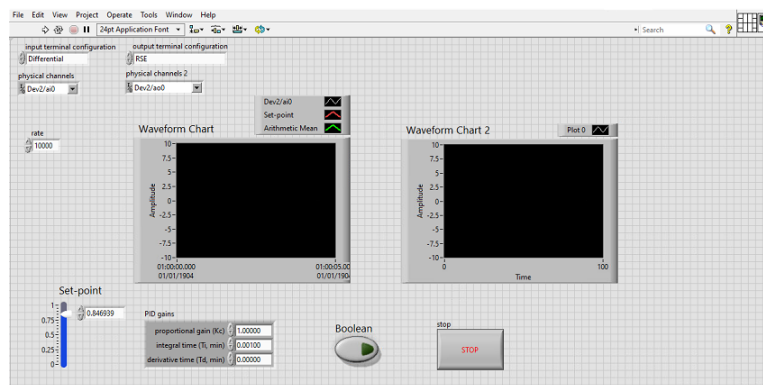 File Edit View Project Operate Tools Window Help
24pt Application Font
Search
input terminal configuration
output terminal configuration
Differential
RSE
physical channels
physical channels 2
Dev2/ai0
Dev2/ao0
rate
10000
Waveform Chart
Dev2/ai0
Set-point
Arithmetic Mean
Amplitude
10
7.5
5
2.5
0
-2.5
-5
-7.5
-10
01:00:00.000
01/01/1904
01:00:05.00
01/01/190
Waveform Chart 2
Plot 0
Amplitude
10
7.5
5
2.5
0
-2.5
-5
-7.5
-10
0
100
Time
Set-point
1
0.75
0.5
0.25
0
0.846939
PID gains
proportional gain (Kc) 1.00000
integral time (Ti, min) 0.00100
derivative time (Td, min) 0.00000
Boolean
stop
STOP